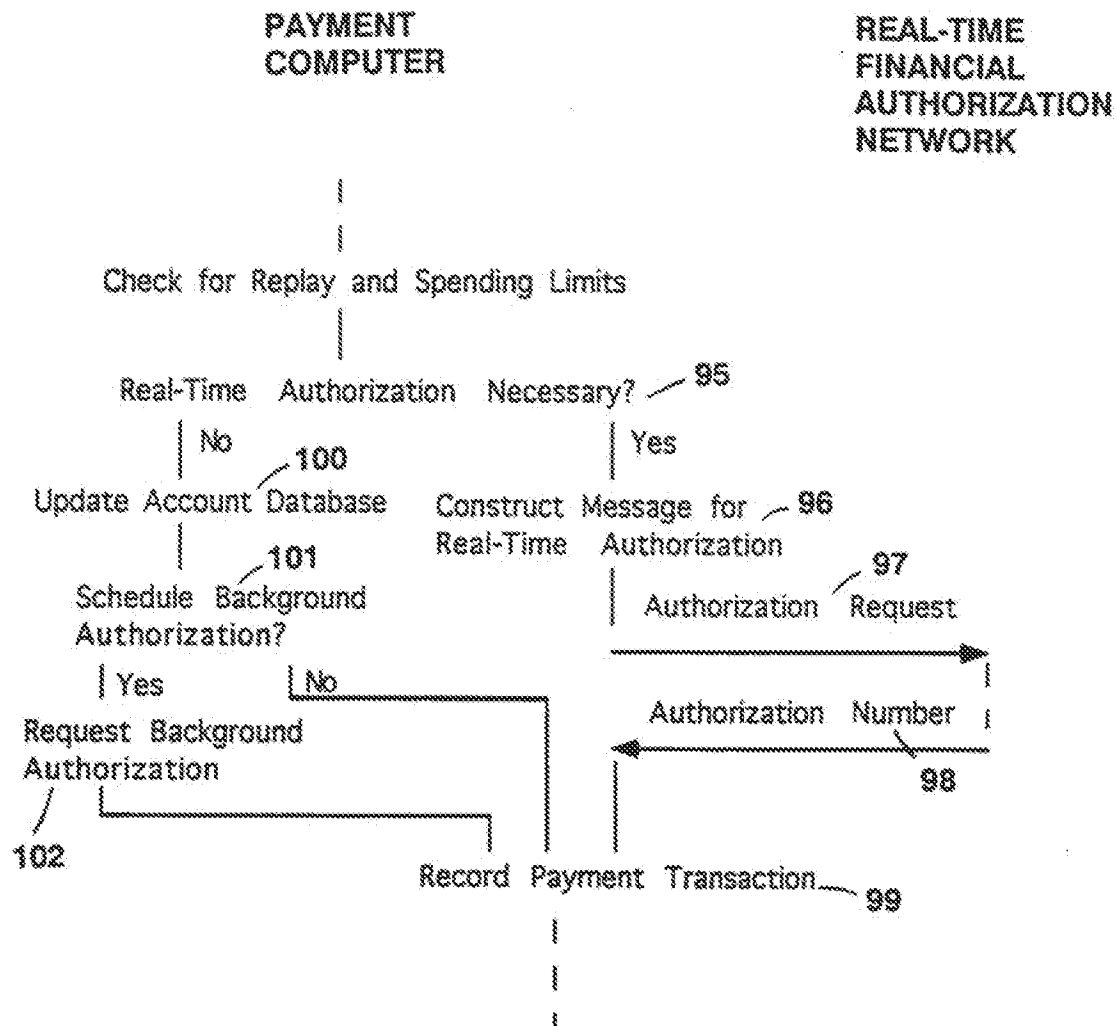 PAYMENT
COMPUTER
REAL-TIME
FINANCIAL
AUTHORIZATION
NETWORK
Check for Replay and Spending Limits
Real-Time Authorization Necessary? 95
No
Yes
100
Update Account Database
Construct Message for
Real-Time Authorization
96
101
Schedule Background
Authorization?
97
Authorization Request
Yes
No
Authorization Number
98
Request Background
Authorization
102
Record Payment Transaction
99